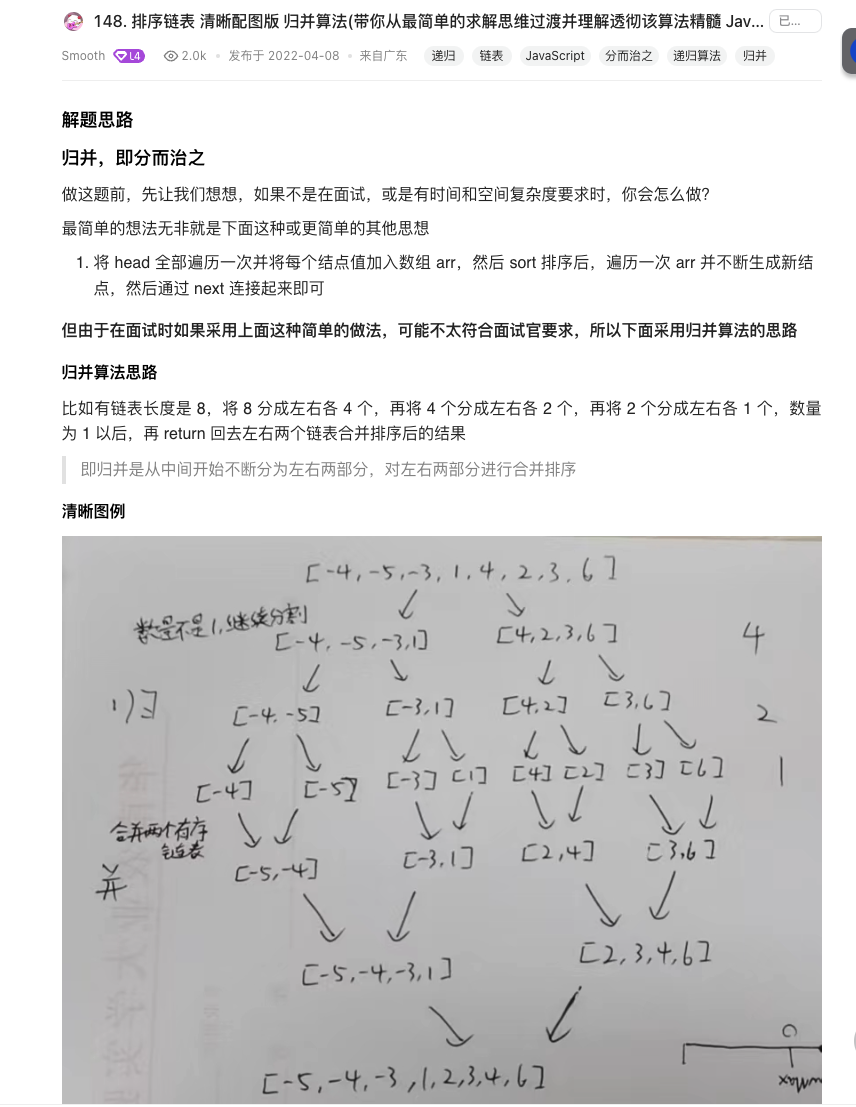 148. 排序链表 清晰配图版 归并算法(带你从最简单的求解思维过渡并理解透彻该算法精髓 Jav...
已...
Smooth L4 2.0k 发布于 2022-04-08 来自广东 递归 链表 JavaScript 分而治之 递归算法 归并
解题思路
归并，即分而治之
做这题前，先让我们想想，如果不是在面试，或是有时间和空间复杂度要求时，你会怎么做？
最简单的想法无非就是下面这种或更简单的其他思想
1. 将 head 全部遍历一次并将每个结点值加入数组 arr，然后 sort 排序后，遍历一次 arr 并不断生成新结
点，然后通过 next 连接起来即可
但由于在面试时如果采用上面这种简单的做法，可能不太符合面试官要求，所以下面采用归并算法的思路
归并算法思路
比如有链表长度是 8，将 8 分成左右各 4 个，再将 4 个分成左右各 2 个，再将 2 个分成左右各 1 个，数量
为 1 以后，再 return 回去左右两个链表合并排序后的结果
即归并是从中间开始不断分为左右两部分，对左右两部分进行合并排序
清晰图例
[-4,-5,-3,1,4,2,3,6]
数量不是1,继续分割
[-4,-5,-3,1] [4,2,3,6] 4
归 [-4,-5] [-3,1] [4,2] [3,6] 2
[-4] [-5] [-3] [1] [4] [2] [3] [6] 1
合并两个有序
链表
并 [-5,-4] [-3,1] [2,4] [3,6]
[-5,-4,-3,1] [2,3,4,6]
[-5,-4,-3,1,2,3,4,6]